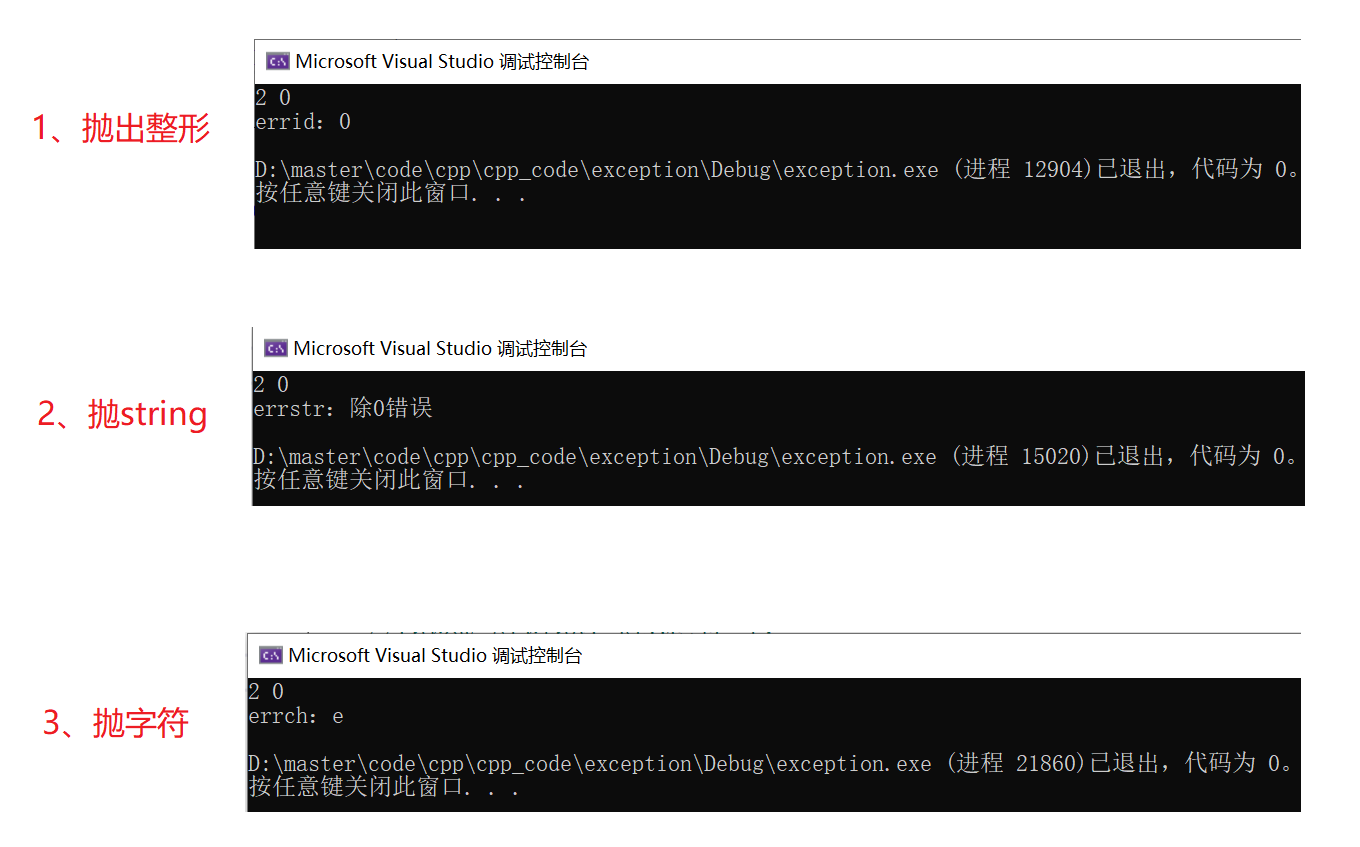 Microsoft Visual Studio 调试控制台
2 0
1、抛出整形
errid：0
D:\master\code\cpp\cpp_code\exception\Debug\exception.exe (进程 12904)已退出，代码为 0。
按任意键关闭此窗口. . .
Microsoft Visual Studio 调试控制台
2 0
2、抛string
errstr：除0错误
D:\master\code\cpp\cpp_code\exception\Debug\exception.exe (进程 15020)已退出，代码为 0。
按任意键关闭此窗口. . .
Microsoft Visual Studio 调试控制台
2 0
3、抛字符
errch：e
D:\master\code\cpp\cpp_code\exception\Debug\exception.exe (进程 21860)已退出，代码为 0。
按任意键关闭此窗口. . .